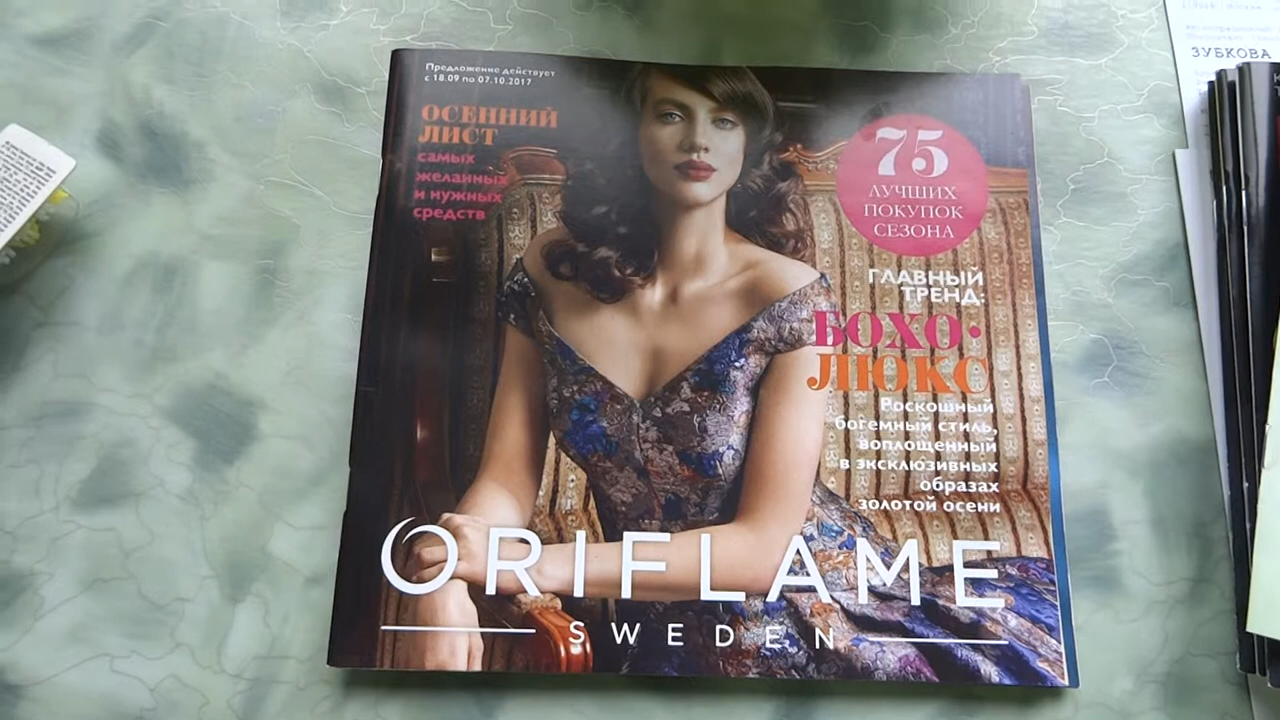 Предложение действует
с 18.09 по 07.10.2017
ОСЕННИЙ
ЛИСТ
самых
желанных
и нужных
средств
75
ЛУЧШИХ
ПОКУПОК
СЕЗОНА
ГЛАВНЫЙ
ТРЕНД:
БОХО•
ЛЮКС
Роскошный
богемный стиль,
воплощенный
в эксклюзивных
образах
золотой осени
ORIFLAME
SWEDEN
ЗУБКОВА